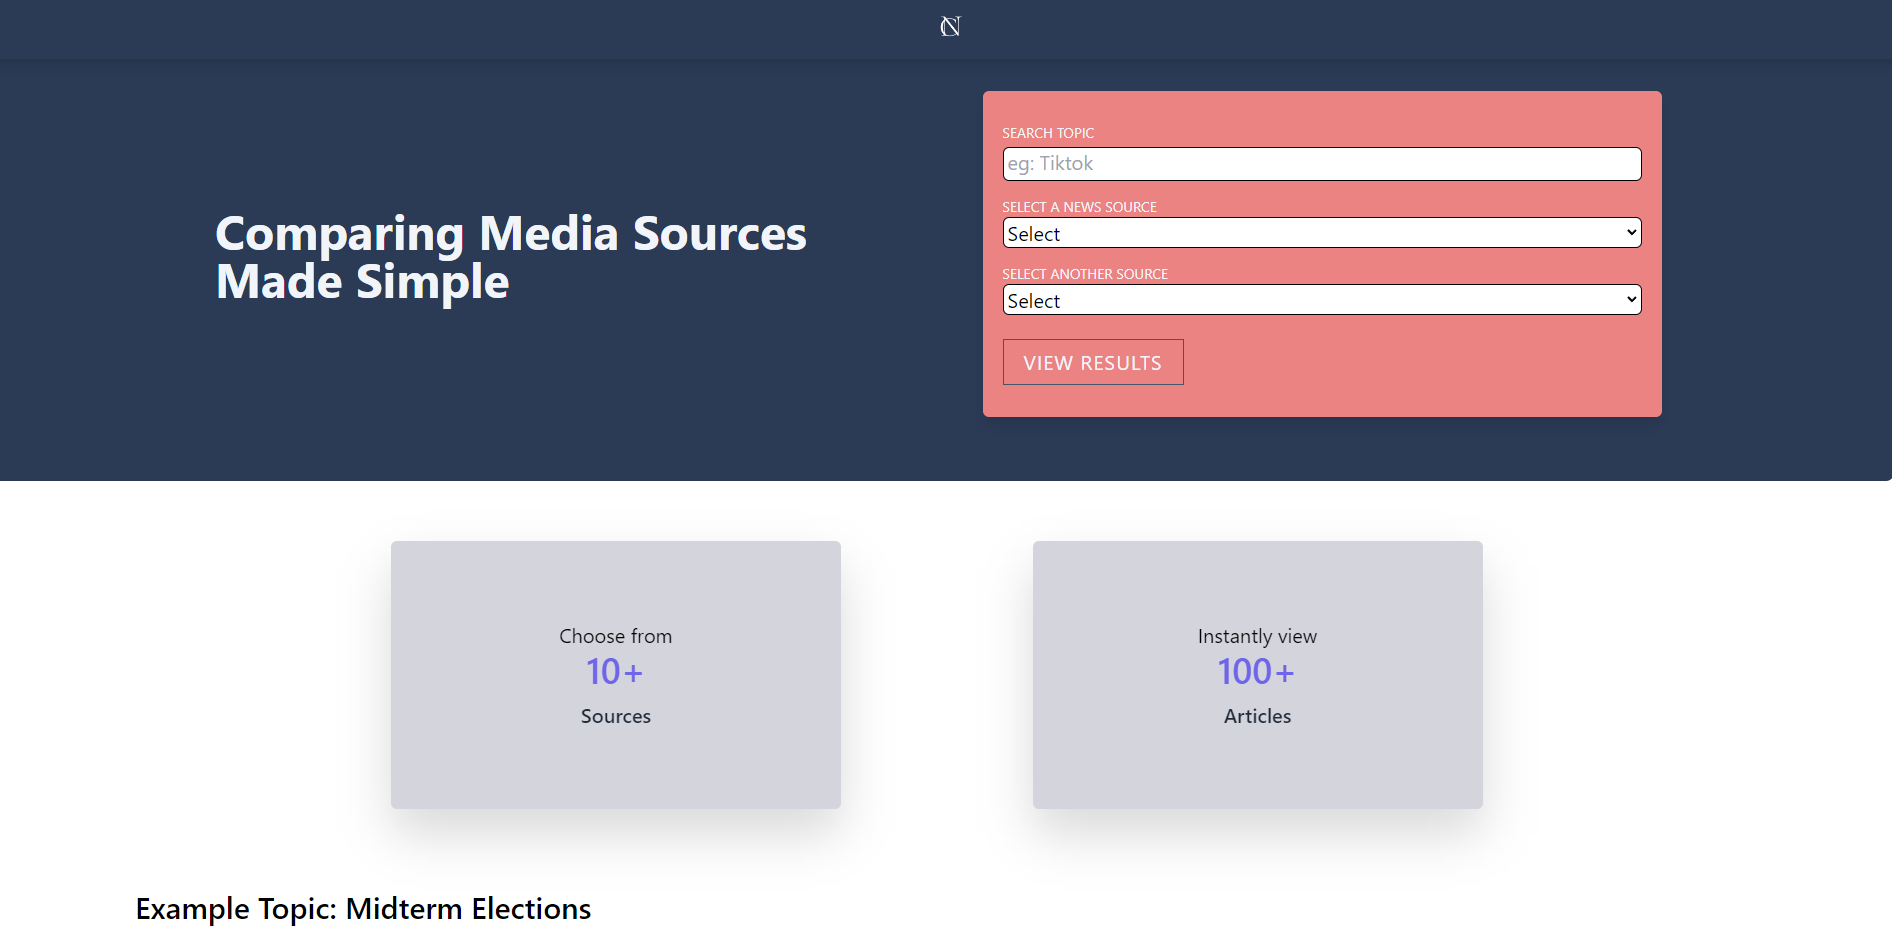 Comparing Media Sources
Made Simple
SEARCH TOPIC
eg: Tiktok
SELECT A NEWS SOURCE
Select
SELECT ANOTHER SOURCE
Select
VIEW RESULTS
Choose from
10+
Sources
Instantly view
100+
Articles
Example Topic: Midterm Elections